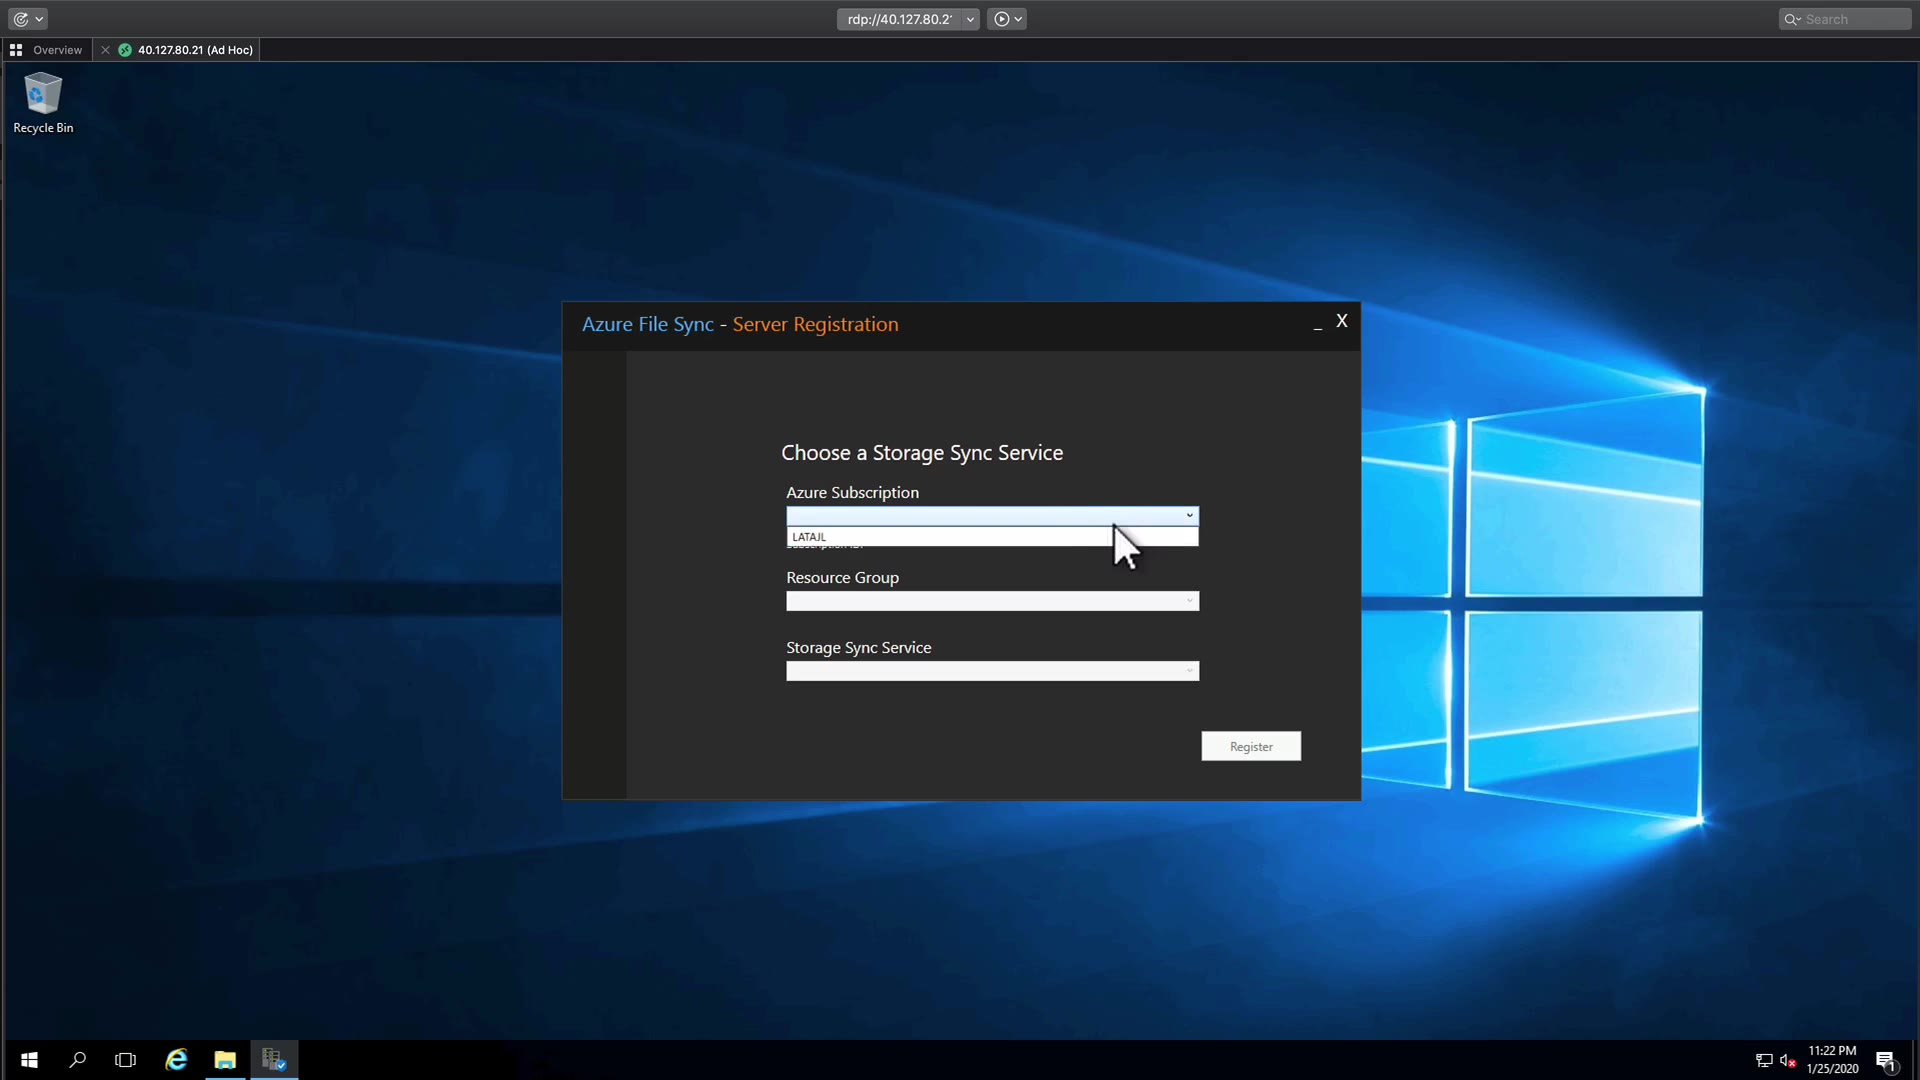 rdp://40.127.80.2
Search
Overview
40.127.80.21 (Ad Hoc)
Recycle Bin
Azure File Sync - Server Registration
_ X
Choose a Storage Sync Service
Azure Subscription
LATAJL
Resource Group
Storage Sync Service
Register
11:22 PM
1/25/2020
1